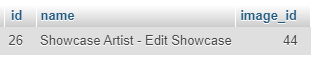 id name image_id
26 Showcase Artist - Edit Showcase 44